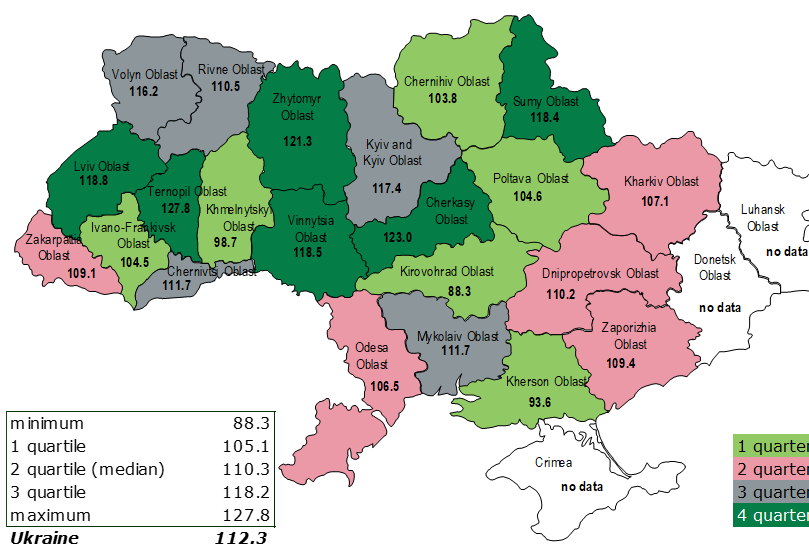 Volyn Oblast
116.2
Rivne Oblast
110.5
Zhytomyr
Oblast
121.3
Kyiv and
Kyiv Oblast
117.4
Chernihiv Oblast
103.8
Sumy Oblast
118.4
Lviv Oblast
118.8
Ternopil Oblast
127.8
Khmelnytsky
Oblast
98.7
Vinnytsia
Oblast
118.5
Cherkasy
Oblast
123.0
Poltava Oblast
104.6
Kharkiv Oblast
107.1
Luhansk
Oblast
no data
Zakarpattia
Oblast
109.1
Ivano-Frankivsk
Oblast
104.5
Chernivtsi Oblast
111.7
Kirovohrad Oblast
88.3
Dnipropetrovsk Oblast
110.2
Donetsk
Oblast
no data
Odesa
Oblast
106.5
Mykolaiv Oblast
111.7
Zaporizhia
Oblast
109.4
Kherson Oblast
93.6
Crimea
no data
minimum 88.3
1 quartile 105.1
2 quartile (median) 110.3
3 quartile 118.2
maximum 127.8
Ukraine 112.3
1 quarter
2 quarter
3 quarter
4 quarter